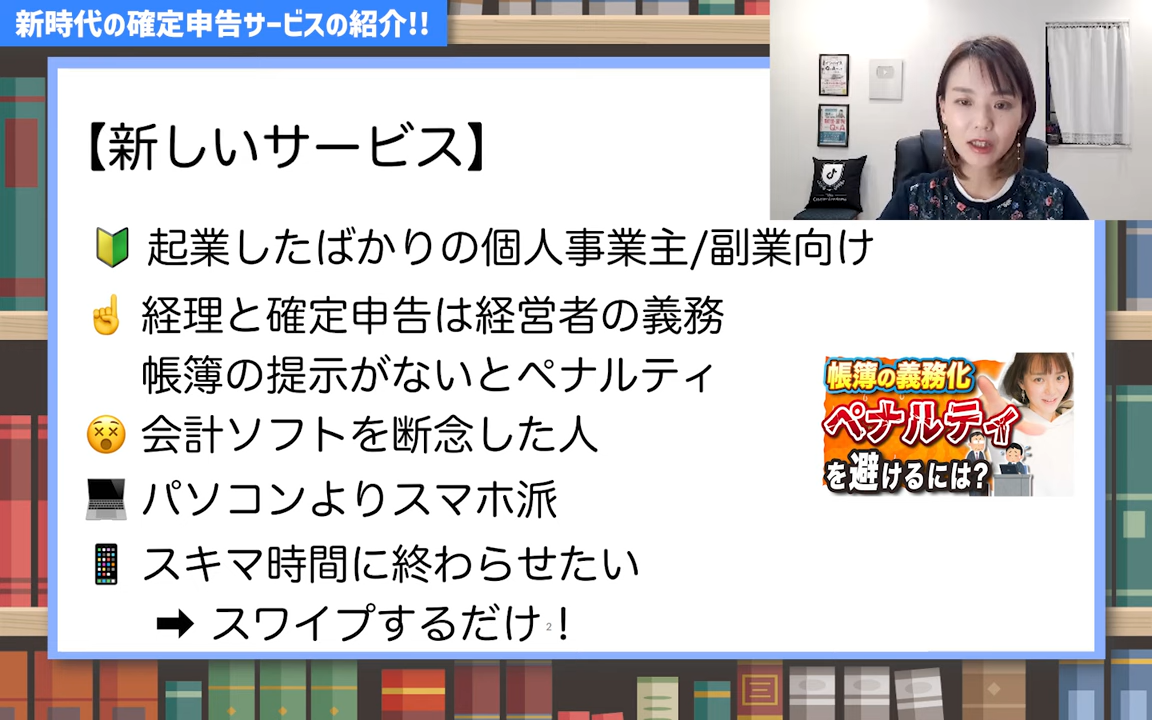 新時代の確定申告サービスの紹介!!
【新しいサービス】
起業したばかりの個人事業主/副業向け
経理と確定申告は経営者の義務
帳簿の提示がないとペナルティ
会計ソフトを断念した人
パソコンよりスマホ派
スキマ時間に終わらせたい
➡ スワイプするだけ!
2
帳簿の義務化
ペナルティ
を避けるには?